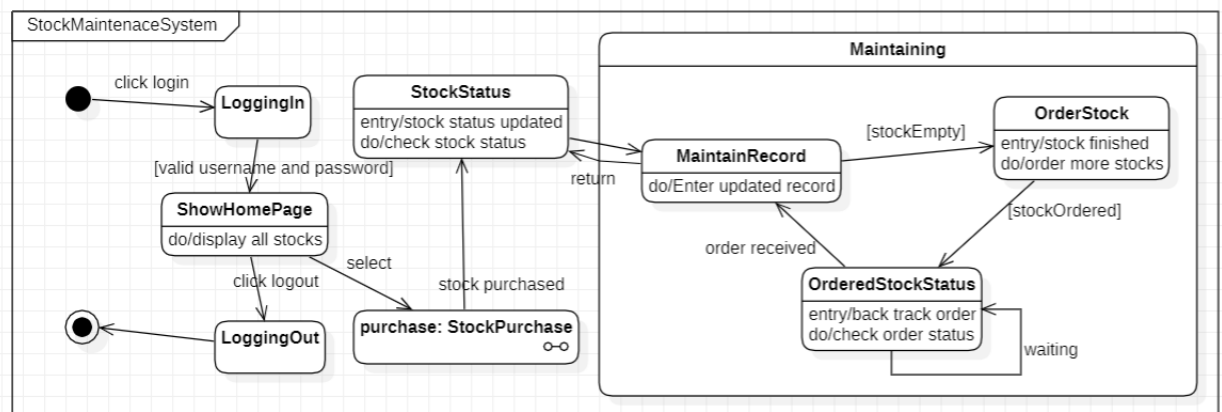 StockMaintenaceSystem
click login
LoggingIn
[valid username and password]
ShowHomePage
do/display all stocks
click logout
LoggingOut
select
purchase: StockPurchase
stock purchased
StockStatus
entry/stock status updated
do/check stock status
return
Maintaining
MaintainRecord
do/Enter updated record
[stockEmpty]
OrderStock
entry/stock finished
do/order more stocks
[stockOrdered]
order received
OrderedStockStatus
entry/back track order
do/check order status
waiting